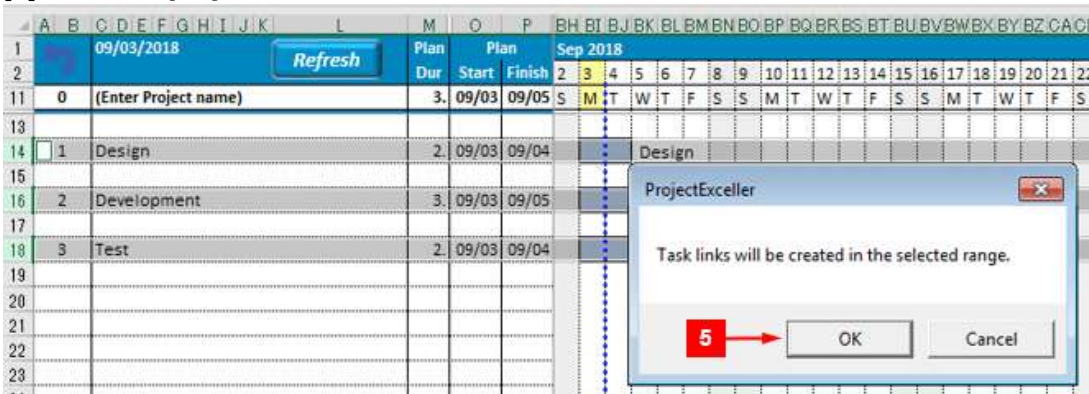 A B C D E F G H I J K L M O P BH BI BJ BK BL BM BN BO BP BQ BR BS BT BU BV BW BX BY BZ CA
1 09/03/2018 Refresh Plan Plan Sep 2018
2 Dur Start Finish 2 3 4 5 6 7 8 9 10 11 12 13 14 15 16 17 18 19 20 21
11 0 (Enter Project name) 3. 09/03 09/05 S M T W T F S S M T W T F S S M T W T F S
13
14 1 Design 2. 09/03 09/04 Design
15
16 2 Development 3. 09/03 09/05
17
18 3 Test 2. 09/03 09/04
19
20
21
22
23
ProjectExceller
Task links will be created in the selected range.
5 OK Cancel